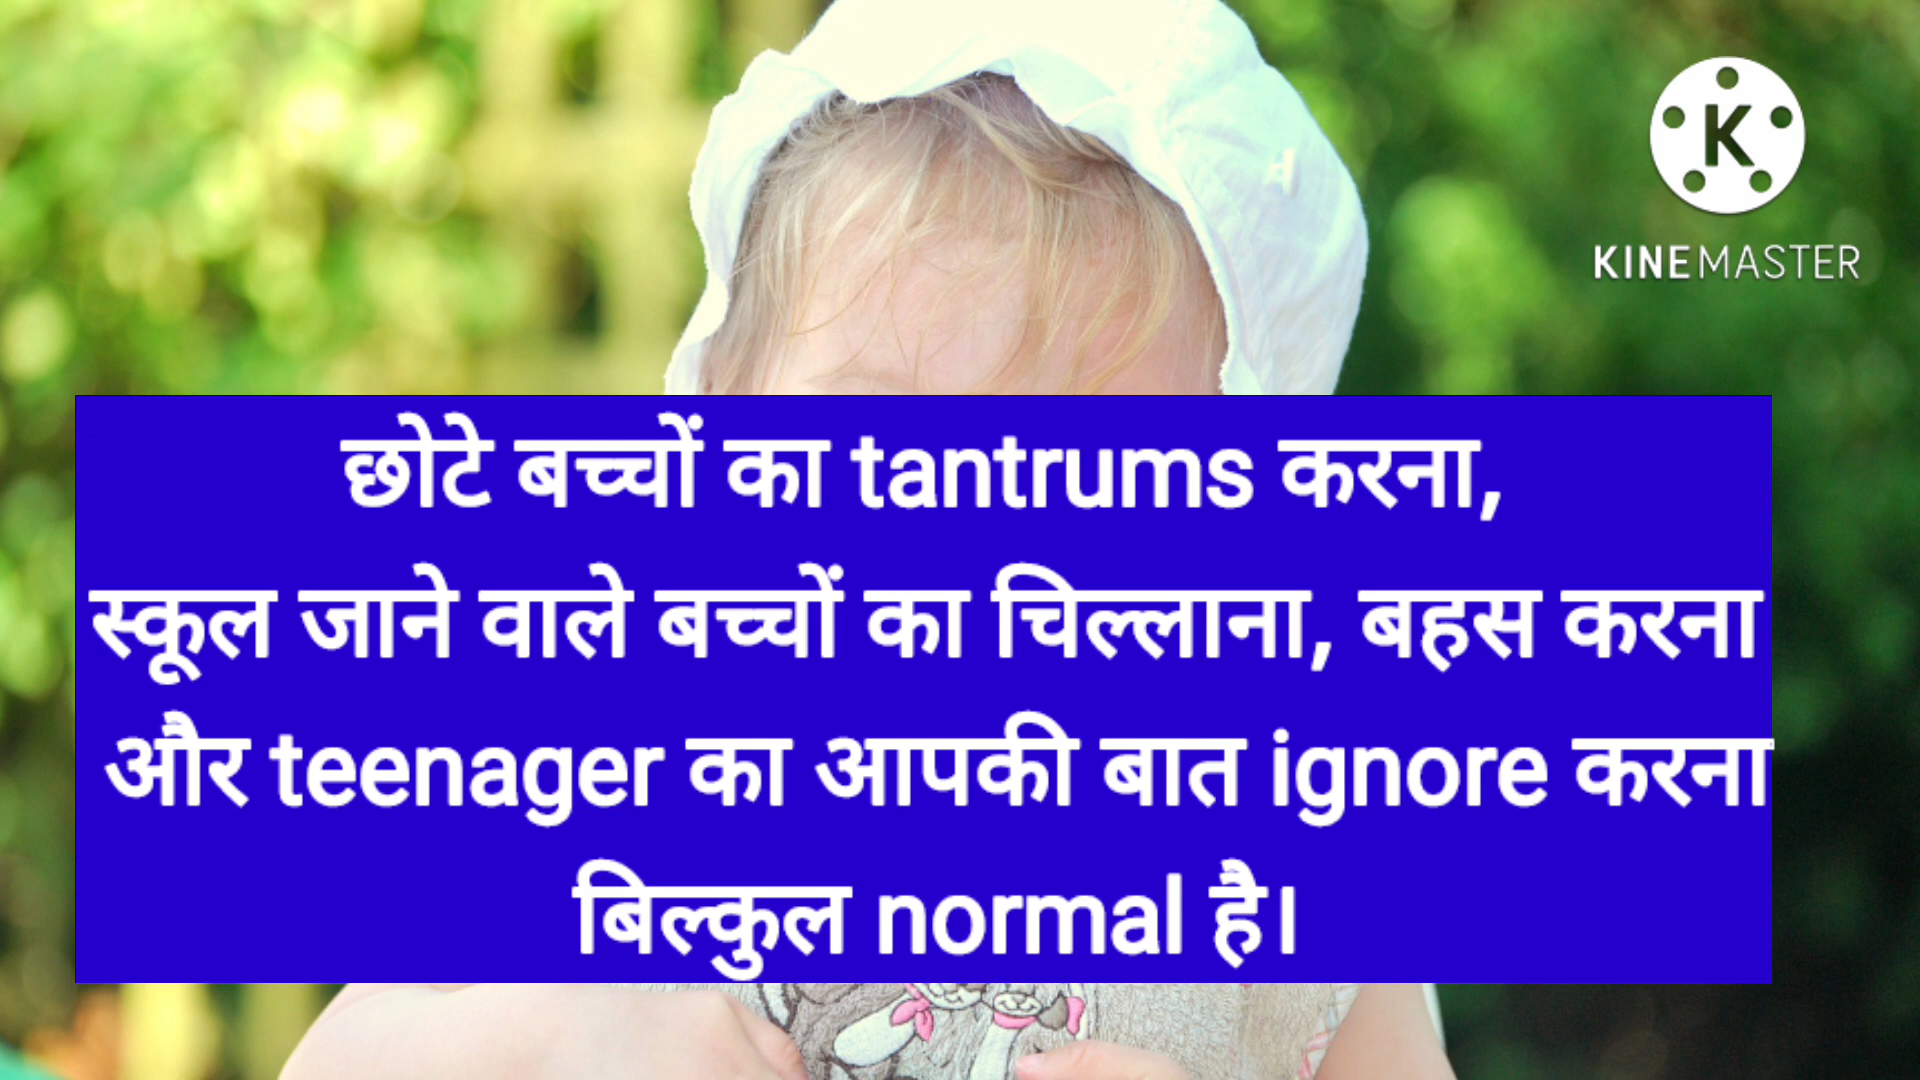 K
KINEMASTER
छोटे बच्चों का tantrums करना,
स्कूल जाने वाले बच्चों का चिल्लाना, बहस करना
और teenager का आपकी बात ignore करना
बिल्कुल normal है।